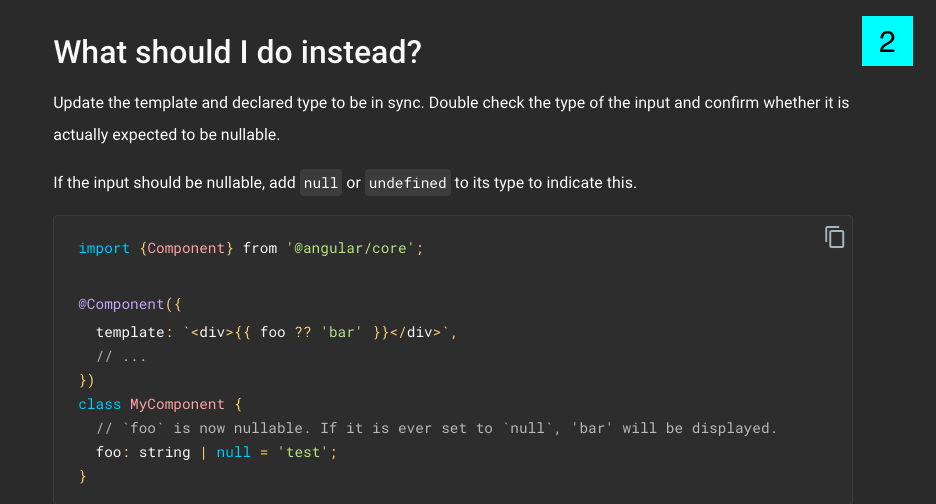 What should I do instead?
2
Update the template and declared type to be in sync. Double check the type of the input and confirm whether it is
actually expected to be nullable.
If the input should be nullable, add null or undefined to its type to indicate this.
import {Component} from '@angular/core';
@Component({
  template: `<div>{{ foo ?? 'bar' }}</div>`,
  // ...
})
class MyComponent {
  // `foo` is now nullable. If it is ever set to `null`, 'bar' will be displayed.
  foo: string | null = 'test';
}